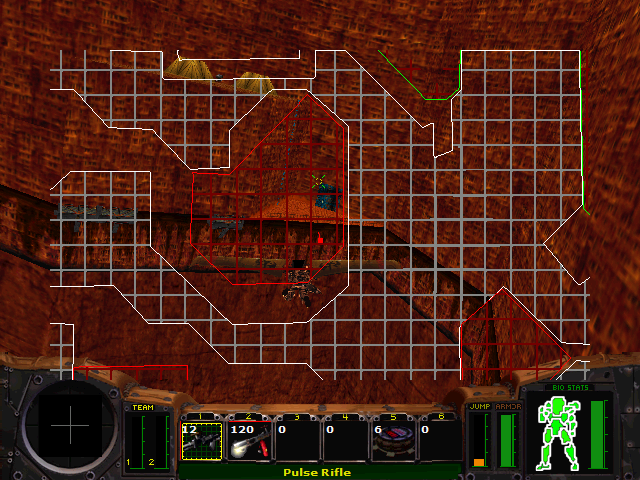 BIO STATS
TEAM
1 2 3 4 5 6
JUMP ARMOR
12 120 0 0 6 0
1 2
Pulse Rifle